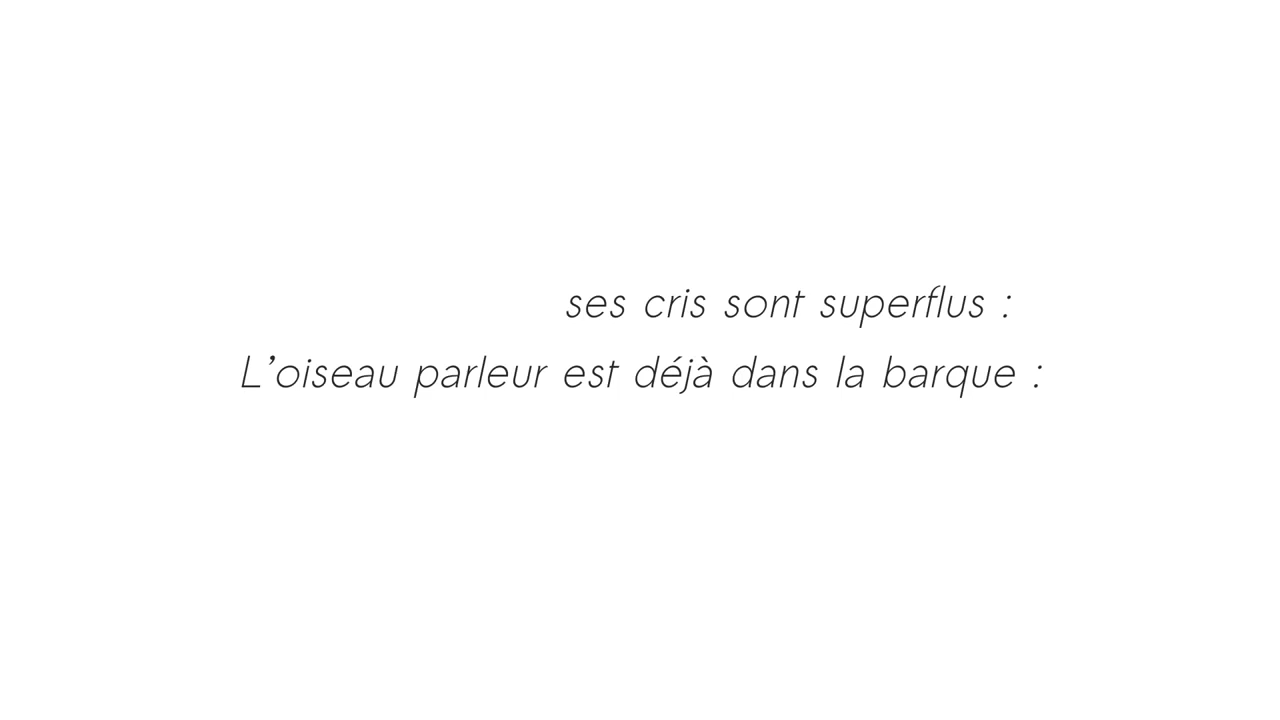 ses cris sont superflus :
L’oiseau parleur est déjà dans la barque :